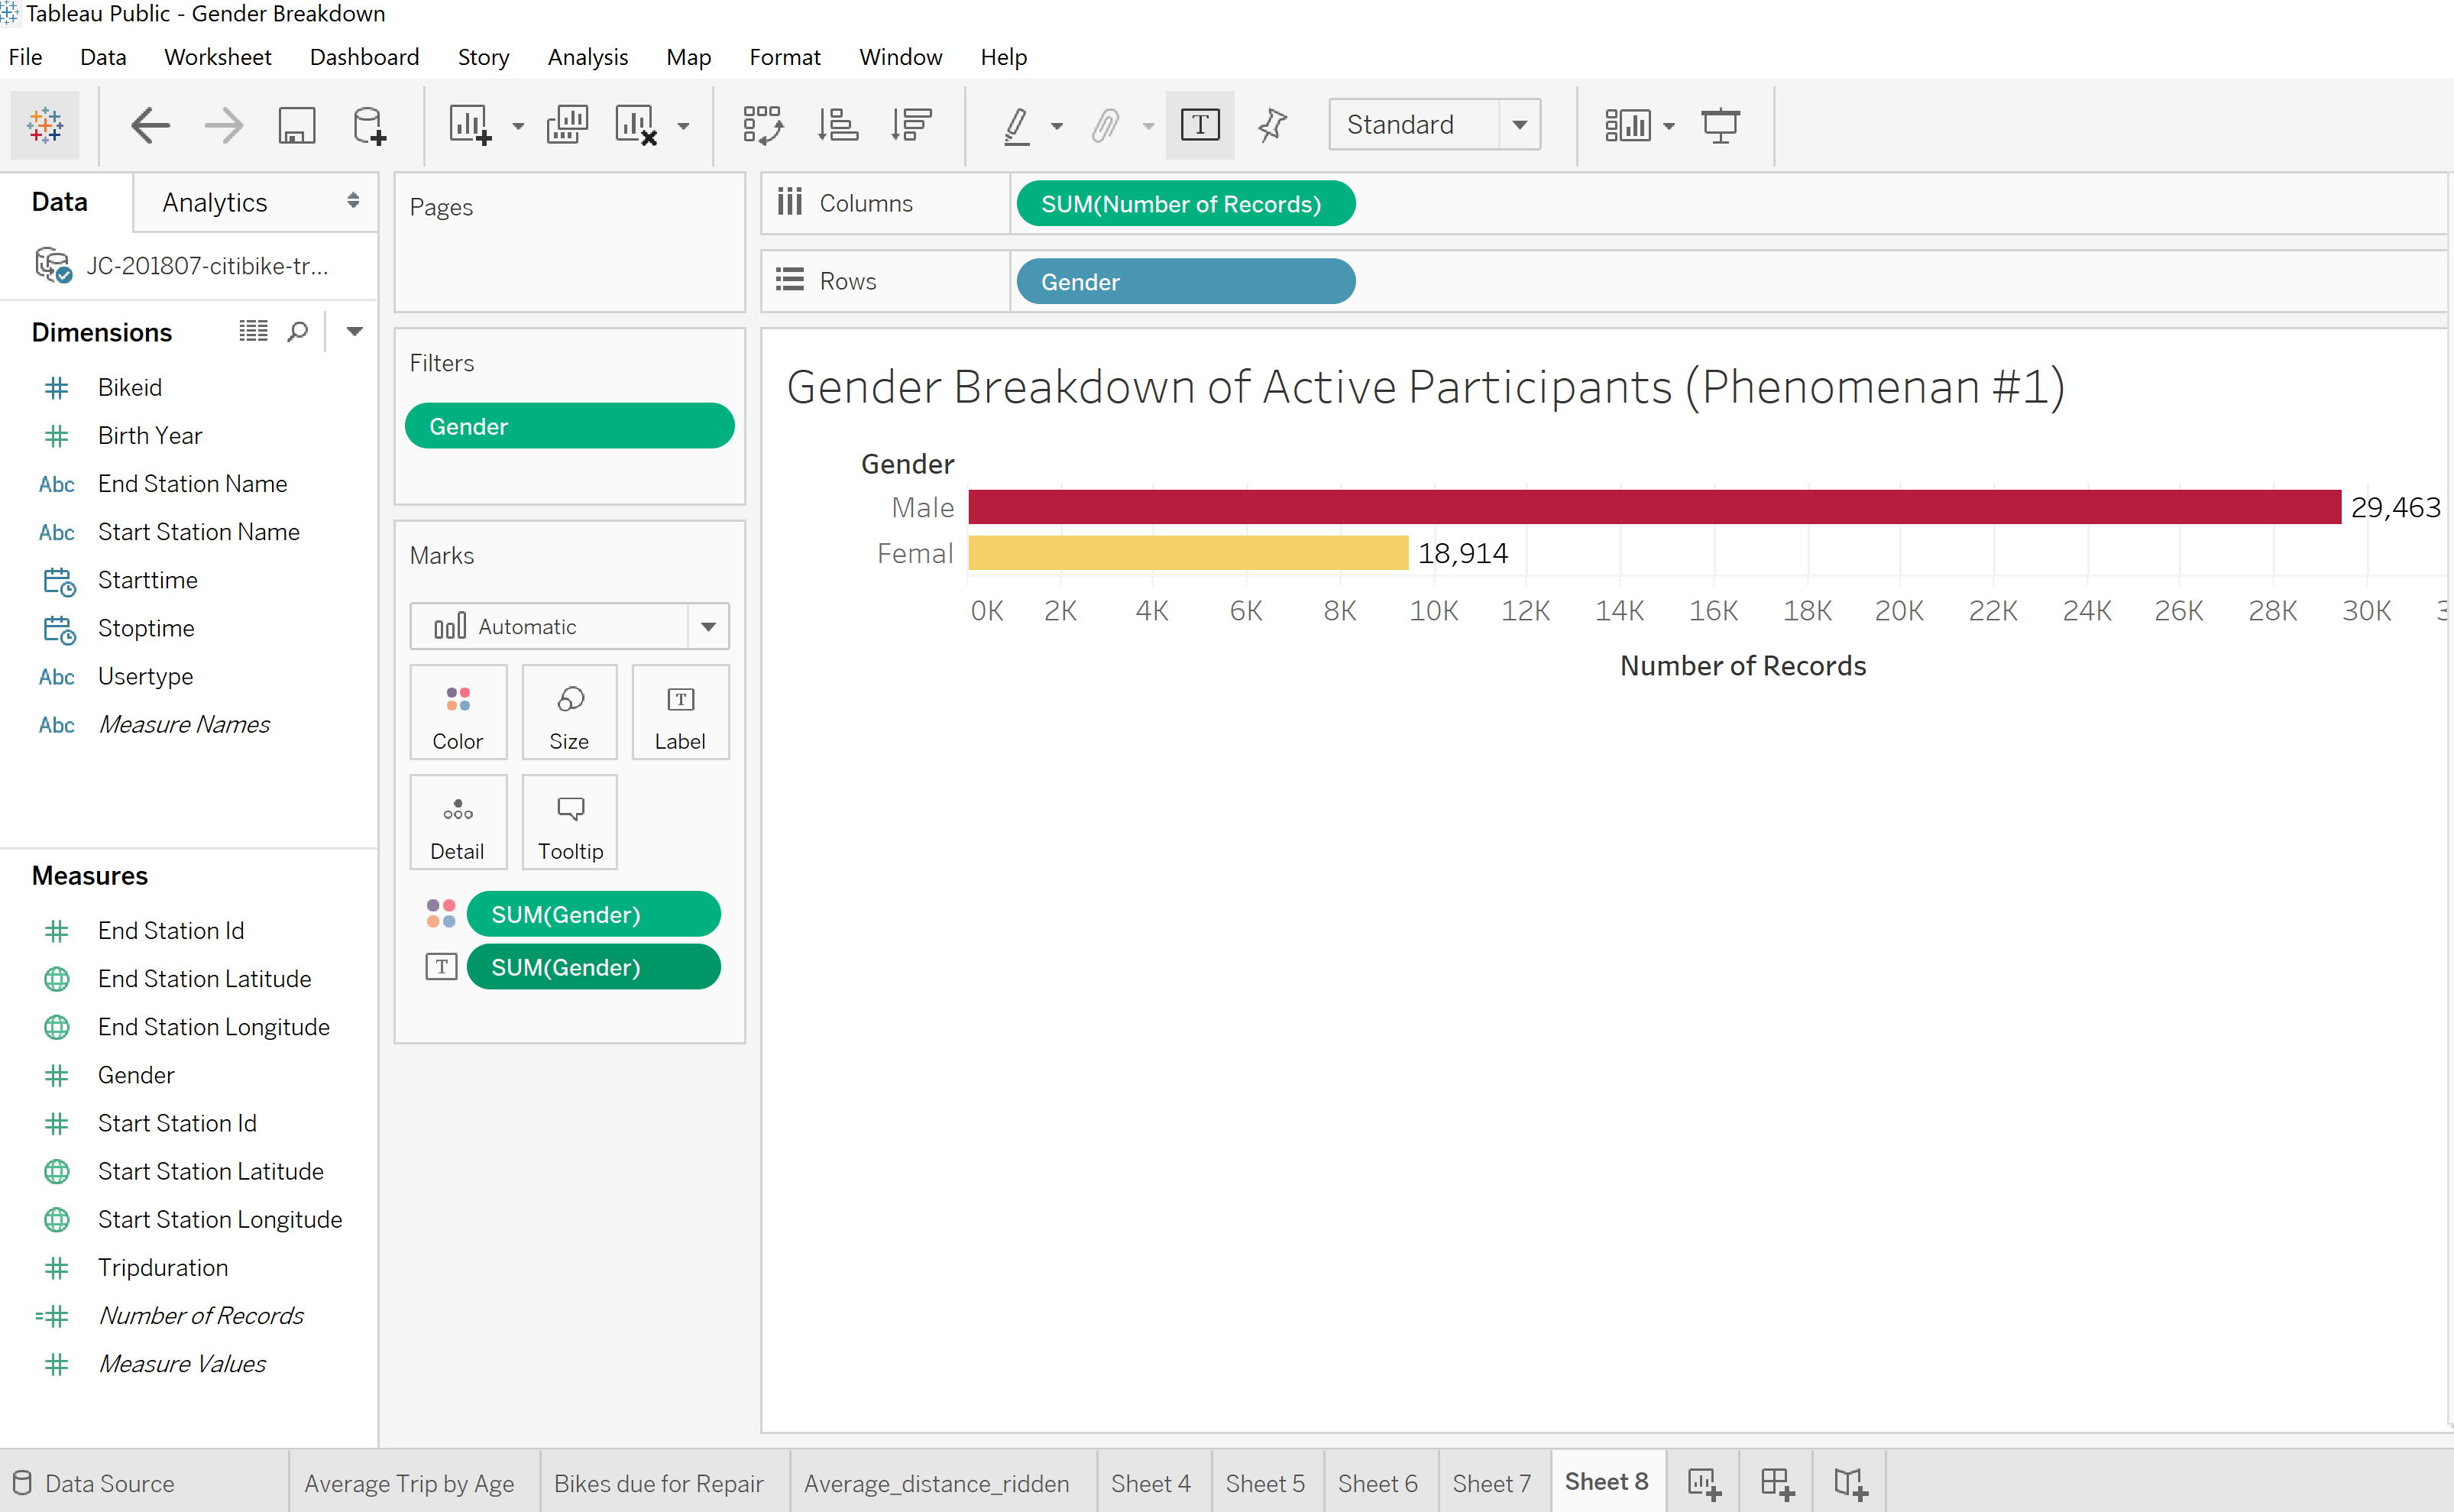 Tableau Public - Gender Breakdown
File Data Worksheet Dashboard Story Analysis Map Format Window Help
Standard
Data Analytics
JC-201807-citibike-tr...
Dimensions
Bikeid
Birth Year
Abc End Station Name
Abc Start Station Name
Starttime
Stoptime
Abc Usertype
Abc Measure Names
Measures
End Station Id
End Station Latitude
End Station Longitude
Gender
Start Station Id
Start Station Latitude
Start Station Longitude
Tripduration
Number of Records
Measure Values
Pages
Filters
Gender
Marks
Automatic
Color Size Label
Detail Tooltip
SUM(Gender)
SUM(Gender)
Columns SUM(Number of Records)
Rows Gender
Gender Breakdown of Active Participants (Phenomenan #1)
Gender
Male 29,463
Femal 18,914
0K 2K 4K 6K 8K 10K 12K 14K 16K 18K 20K 22K 24K 26K 28K 30K
Number of Records
Data Source Average Trip by Age Bikes due for Repair Average_distance_ridden Sheet 4 Sheet 5 Sheet 6 Sheet 7 Sheet 8